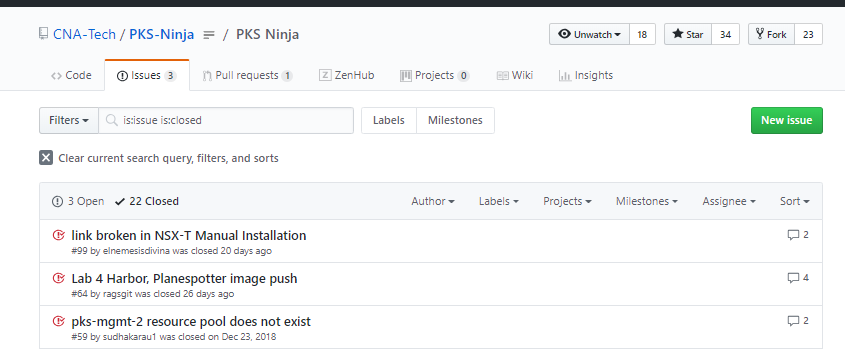 CNA-Tech / PKS-Ninja / PKS Ninja Unwatch 18 Star 34 Fork 23
Code Issues 3 Pull requests 1 ZenHub Projects 0 Wiki Insights
Filters is:issue is:closed Labels Milestones New issue
Clear current search query, filters, and sorts
3 Open 22 Closed Author Labels Projects Milestones Assignee Sort
link broken in NSX-T Manual Installation 2
#99 by elnemesisdivina was closed 20 days ago
Lab 4 Harbor, Planespotter image push 4
#64 by ragsgit was closed 26 days ago
pks-mgmt-2 resource pool does not exist 2
#59 by sudhakarau1 was closed on Dec 23, 2018